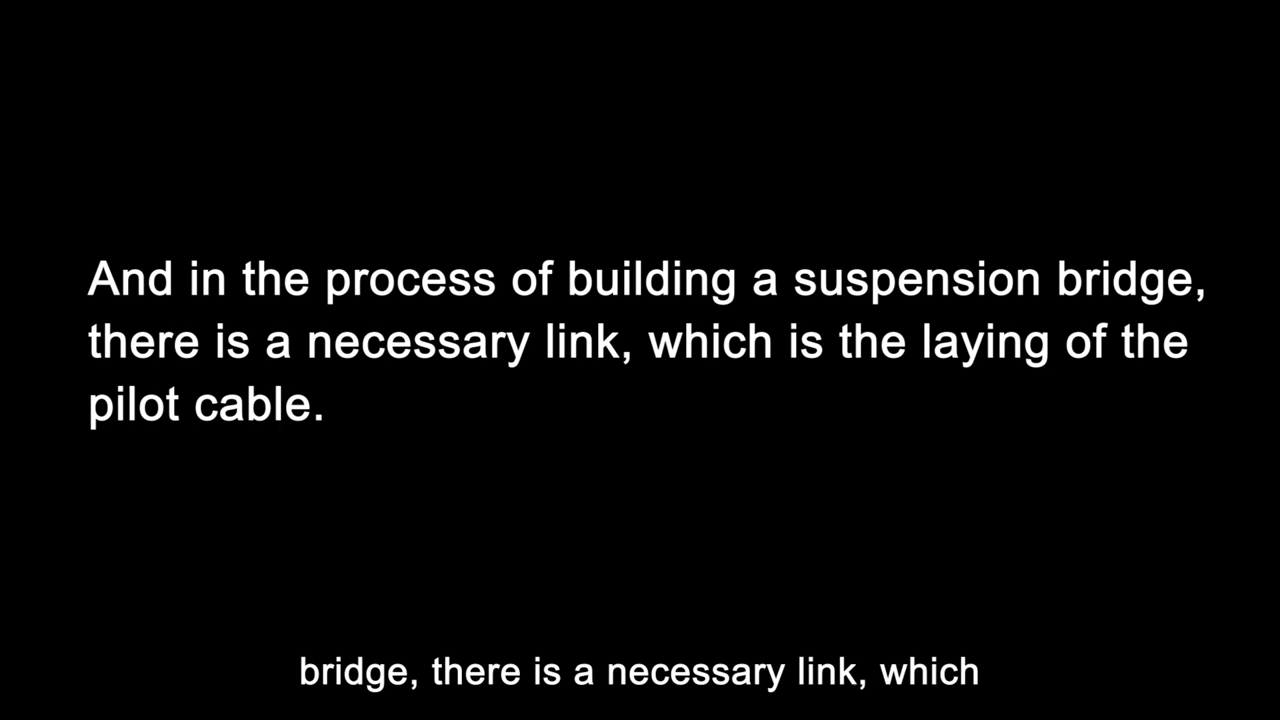 And in the process of building a suspension bridge,
there is a necessary link, which is the laying of the
pilot cable.
bridge, there is a necessary link, which